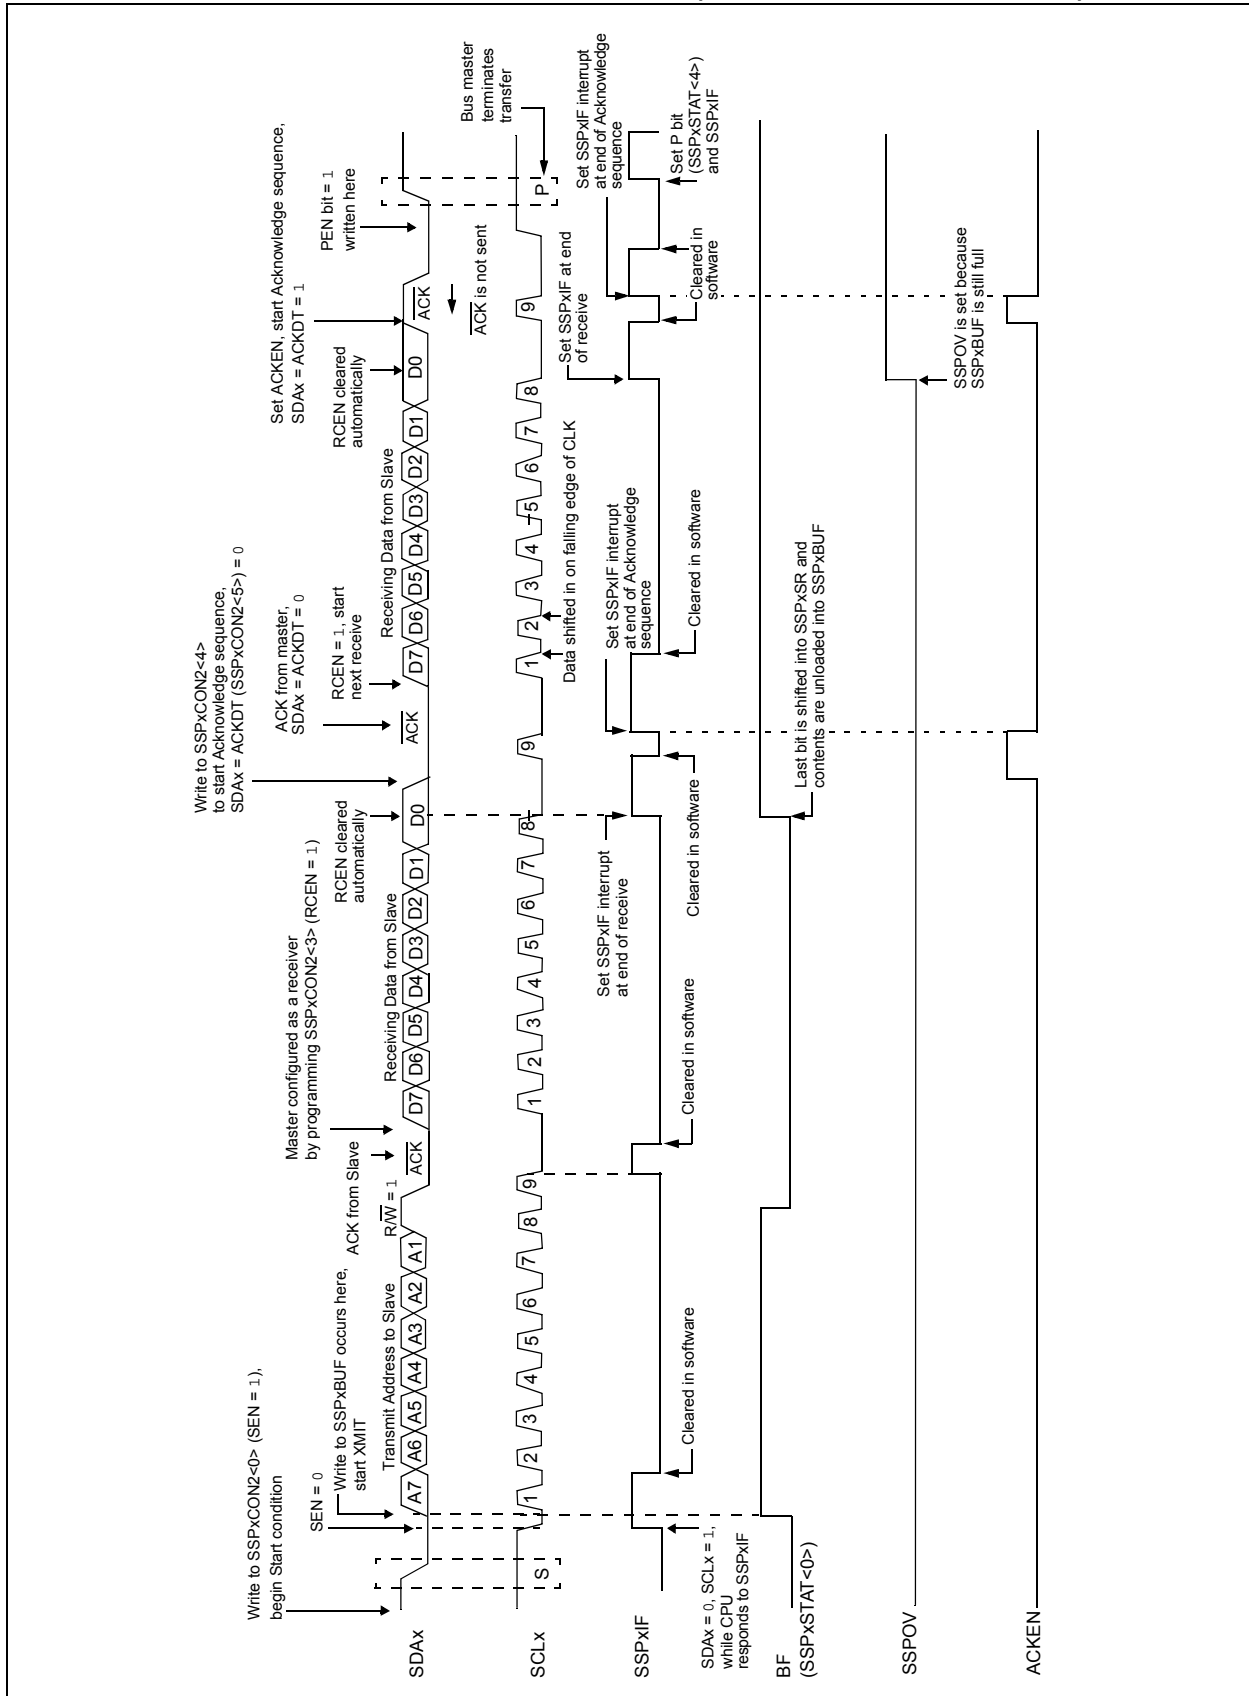 Write to SSPxCON2<0> (SEN = 1),
begin Start condition
SEN = 0
Write to SSPxBUF occurs here,
start XMIT
ACK from Slave
Master configured as a receiver
by programming SSPxCON2<3> (RCEN = 1)
RCEN cleared
automatically
Write to SSPxCON2<4>
to start Acknowledge sequence,
SDAx = ACKDT (SSPxCON2<5>) = 0
ACK from master,
SDAx = ACKDT = 0
RCEN = 1, start
next receive
RCEN cleared
automatically
Set ACKEN, start Acknowledge sequence,
SDAx = ACKDT = 1
PEN bit = 1
written here
Transmit Address to Slave
R/W = 1
Receiving Data from Slave
Receiving Data from Slave
SDAx
A7 A6 A5 A4 A3 A2 A1
ACK
D7 D6 D5 D4 D3 D2 D1 D0
ACK
D7 D6 D5 D4 D3 D2 D1 D0
ACK
ACK is not sent
Bus master
terminates
transfer
SCLx
S
1 2 3 4 5 6 7 8 9
1 2 3 4 5 6 7 8 9
1 2 3 4 5 6 7 8 9
P
Data shifted in on falling edge of CLK
Set SSPxIF interrupt
at end of receive
Set SSPxIF interrupt
at end of Acknowledge
sequence
Set SSPxIF at end
of receive
Set SSPxIF interrupt
at end of Acknowledge
sequence
SSPxIF
SDAx = 0, SCLx = 1,
while CPU
responds to SSPxIF
Cleared in software
Cleared in software
Cleared in software
Cleared in software
Cleared in
software
Set P bit
(SSPxSTAT<4>)
and SSPxIF
BF
(SSPxSTAT<0>)
Last bit is shifted into SSPxSR and
contents are unloaded into SSPxBUF
SSPOV
SSPOV is set because
SSPxBUF is still full
ACKEN